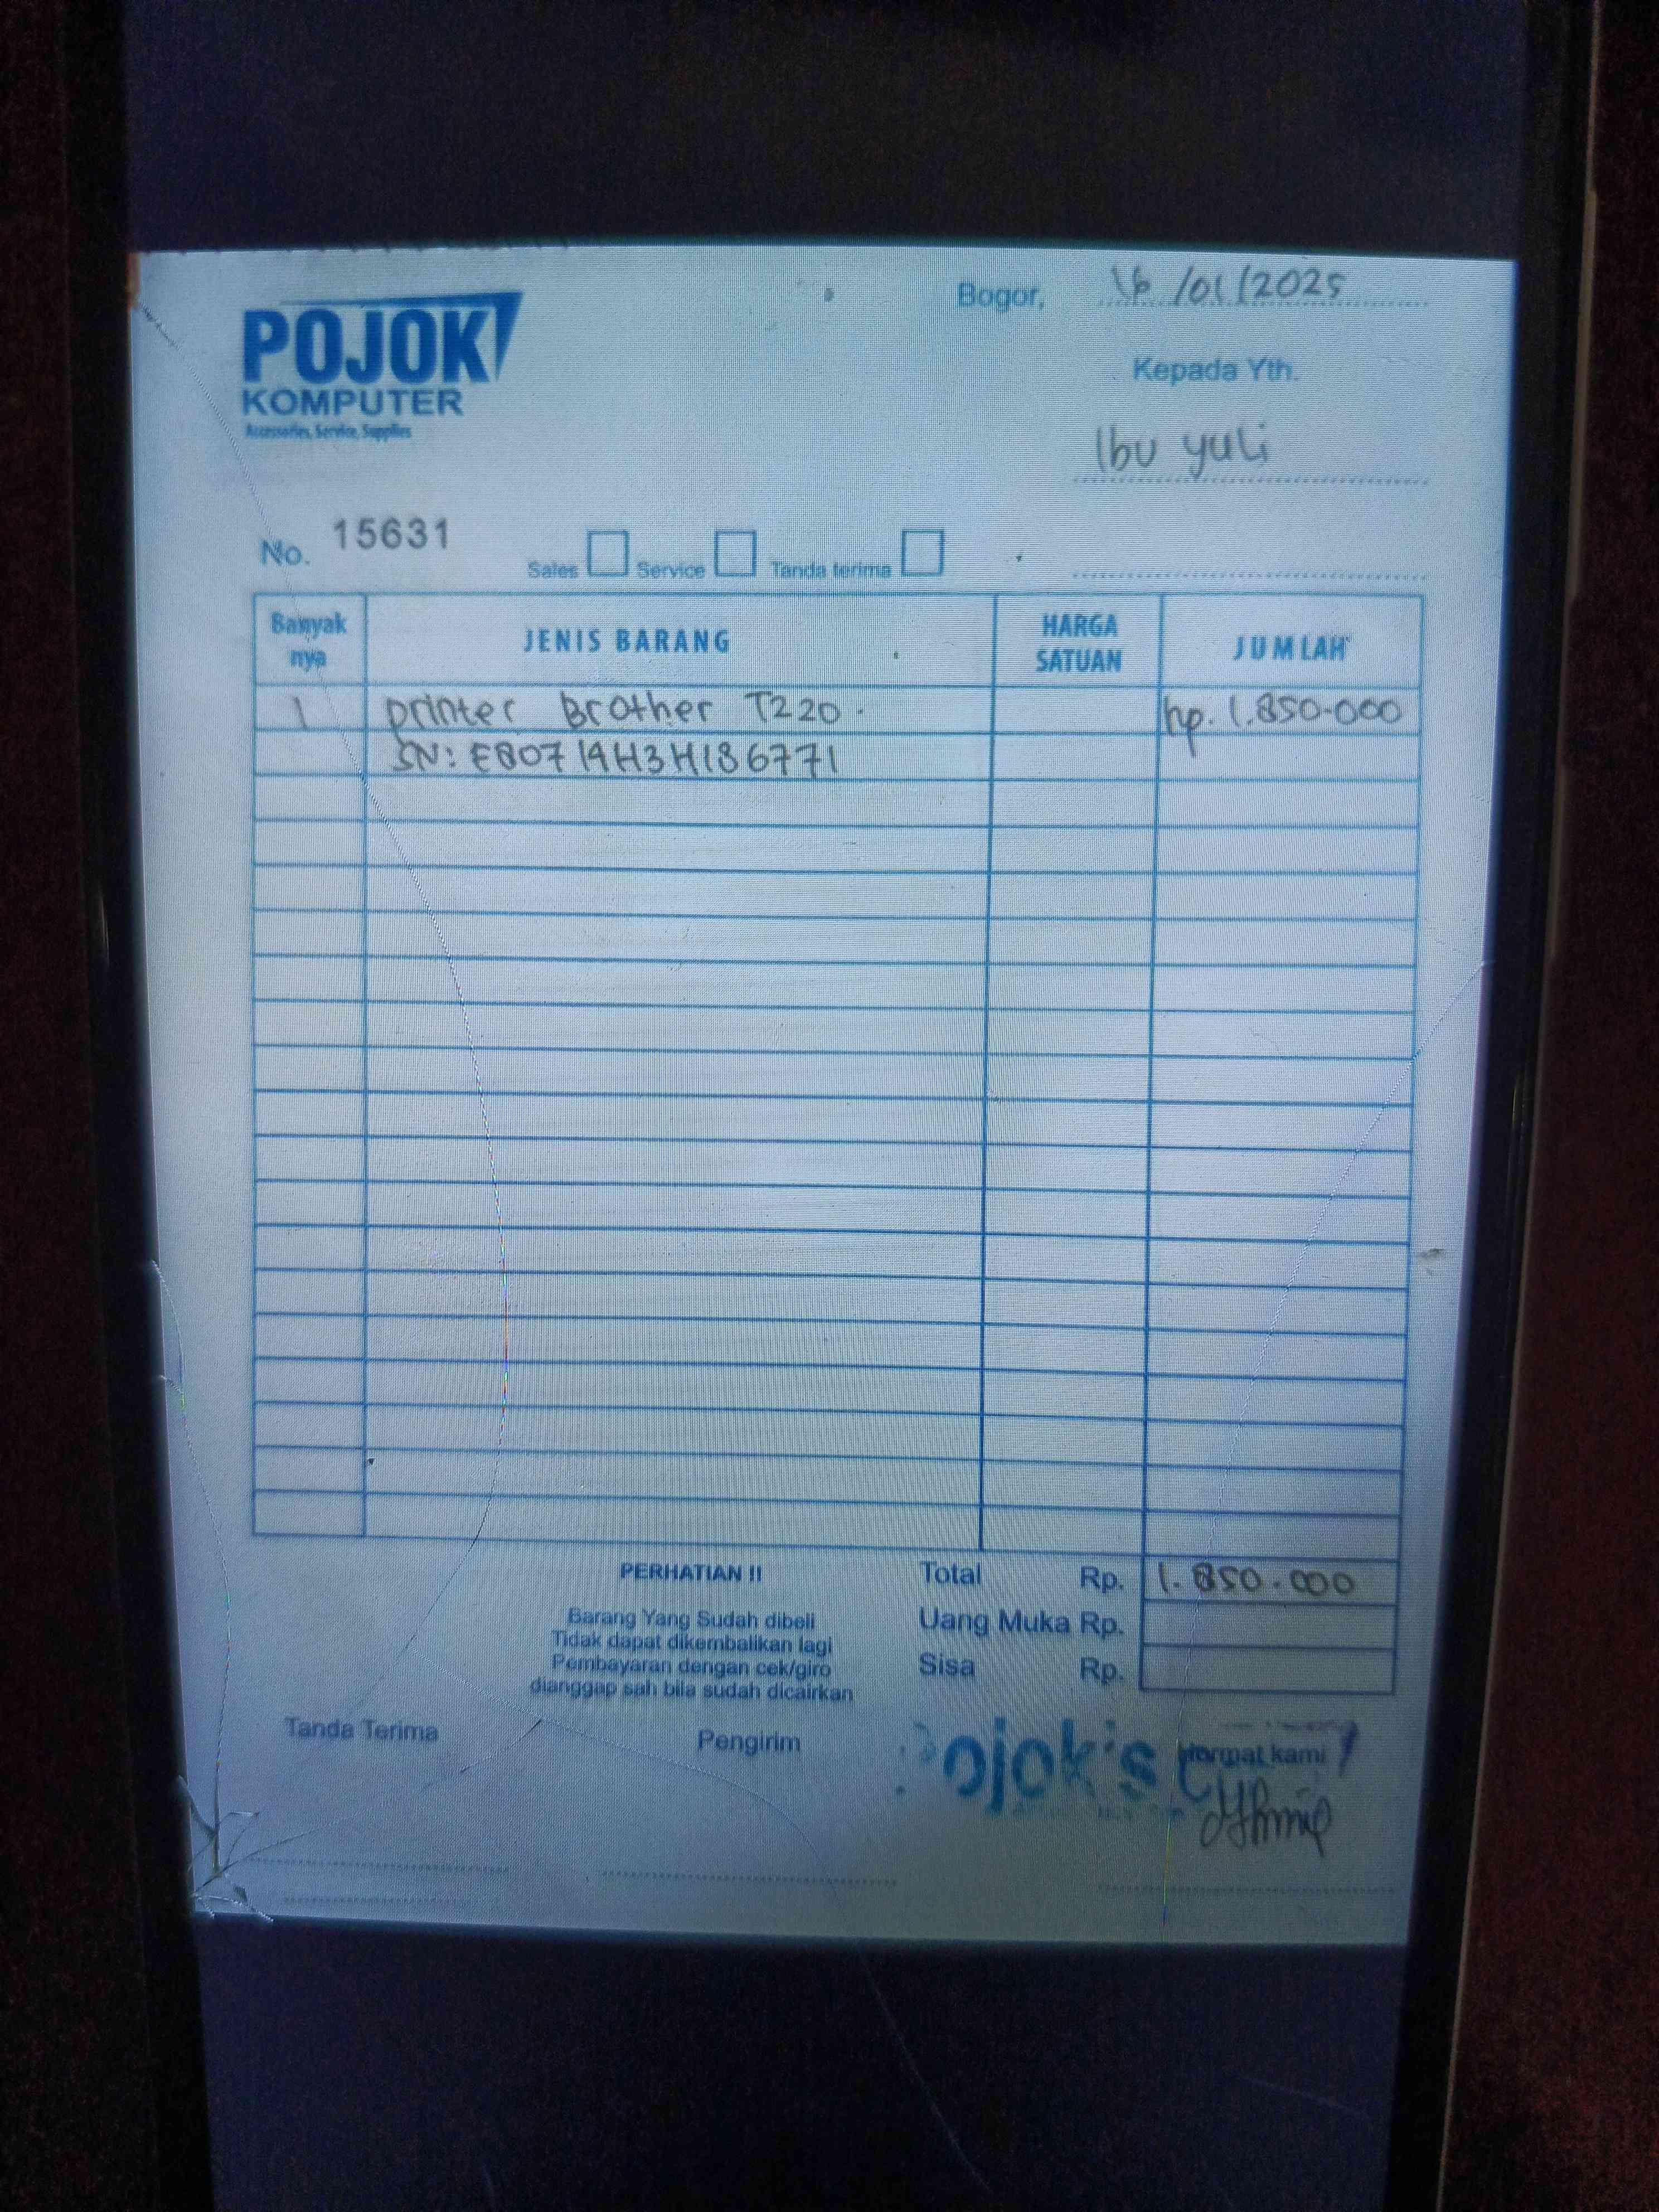 Bogor, 16/01/2025
POJOK
KOMPUTER
Accessories, Service, Supplies
Kepada Yth.
Ibu yuli
No. 15631
Sales Service Tanda terima
Banyak nya JENIS BARANG HARGA SATUAN JUMLAH
1 printer Brother T220. Rp. 1.850.000
SN: E80719H3H186771
PERHATIAN !!
Barang Yang Sudah dibeli
Tidak dapat dikembalikan lagi
Pembayaran dengan cek/giro
dianggap sah bila sudah dicairkan
Total Rp. 1.850.000
Uang Muka Rp.
Sisa Rp.
Tanda Terima Pengirim Hormat kami
ojok's C